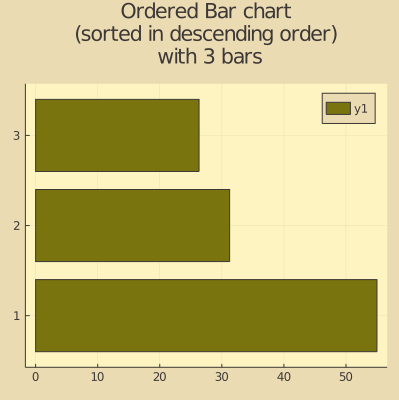 Ordered Bar chart
(sorted in descending order)
with 3 bars
y1
3
2
1
0 10 20 30 40 50